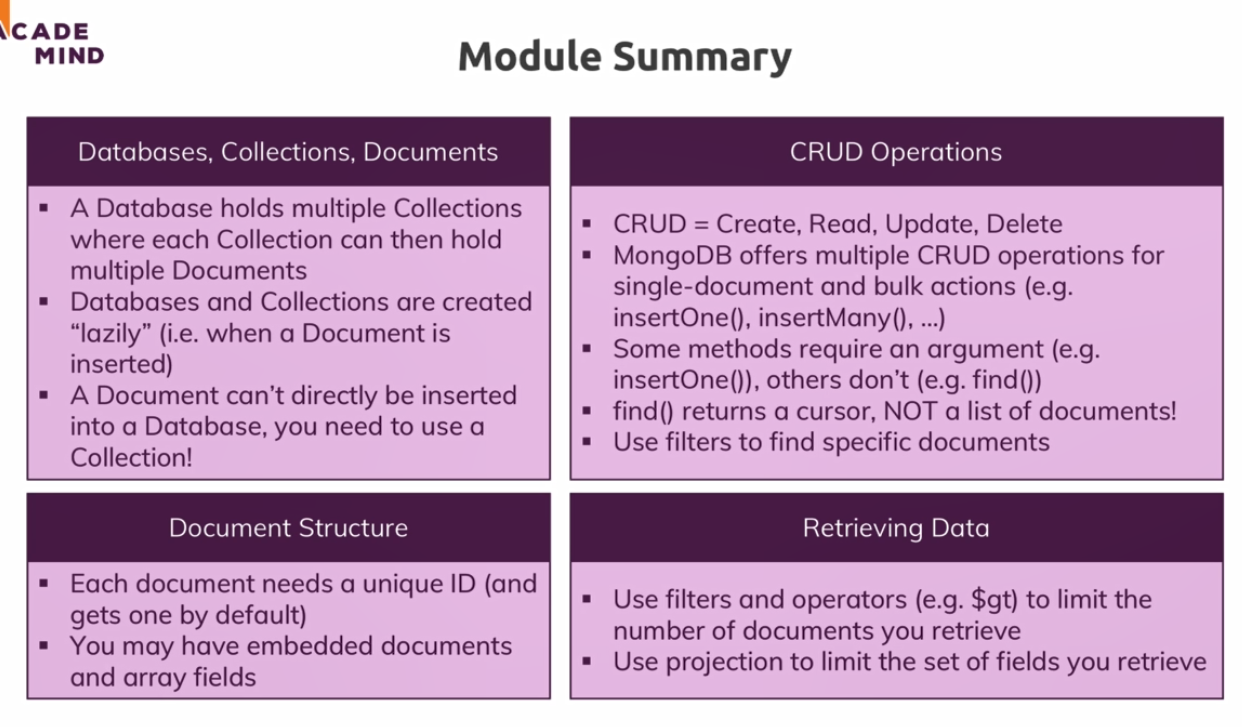 ACADE
MIND
Module Summary
Databases, Collections, Documents
▪ A Database holds multiple Collections
where each Collection can then hold
multiple Documents
▪ Databases and Collections are created
“lazily” (i.e. when a Document is
inserted)
▪ A Document can’t directly be inserted
into a Database, you need to use a
Collection!
CRUD Operations
▪ CRUD = Create, Read, Update, Delete
▪ MongoDB offers multiple CRUD operations for
single-document and bulk actions (e.g.
insertOne(), insertMany(), ...)
▪ Some methods require an argument (e.g.
insertOne()), others don’t (e.g. find())
▪ find() returns a cursor, NOT a list of documents!
▪ Use filters to find specific documents
Document Structure
▪ Each document needs a unique ID (and
gets one by default)
▪ You may have embedded documents
and array fields
Retrieving Data
▪ Use filters and operators (e.g. $gt) to limit the
number of documents you retrieve
▪ Use projection to limit the set of fields you retrieve